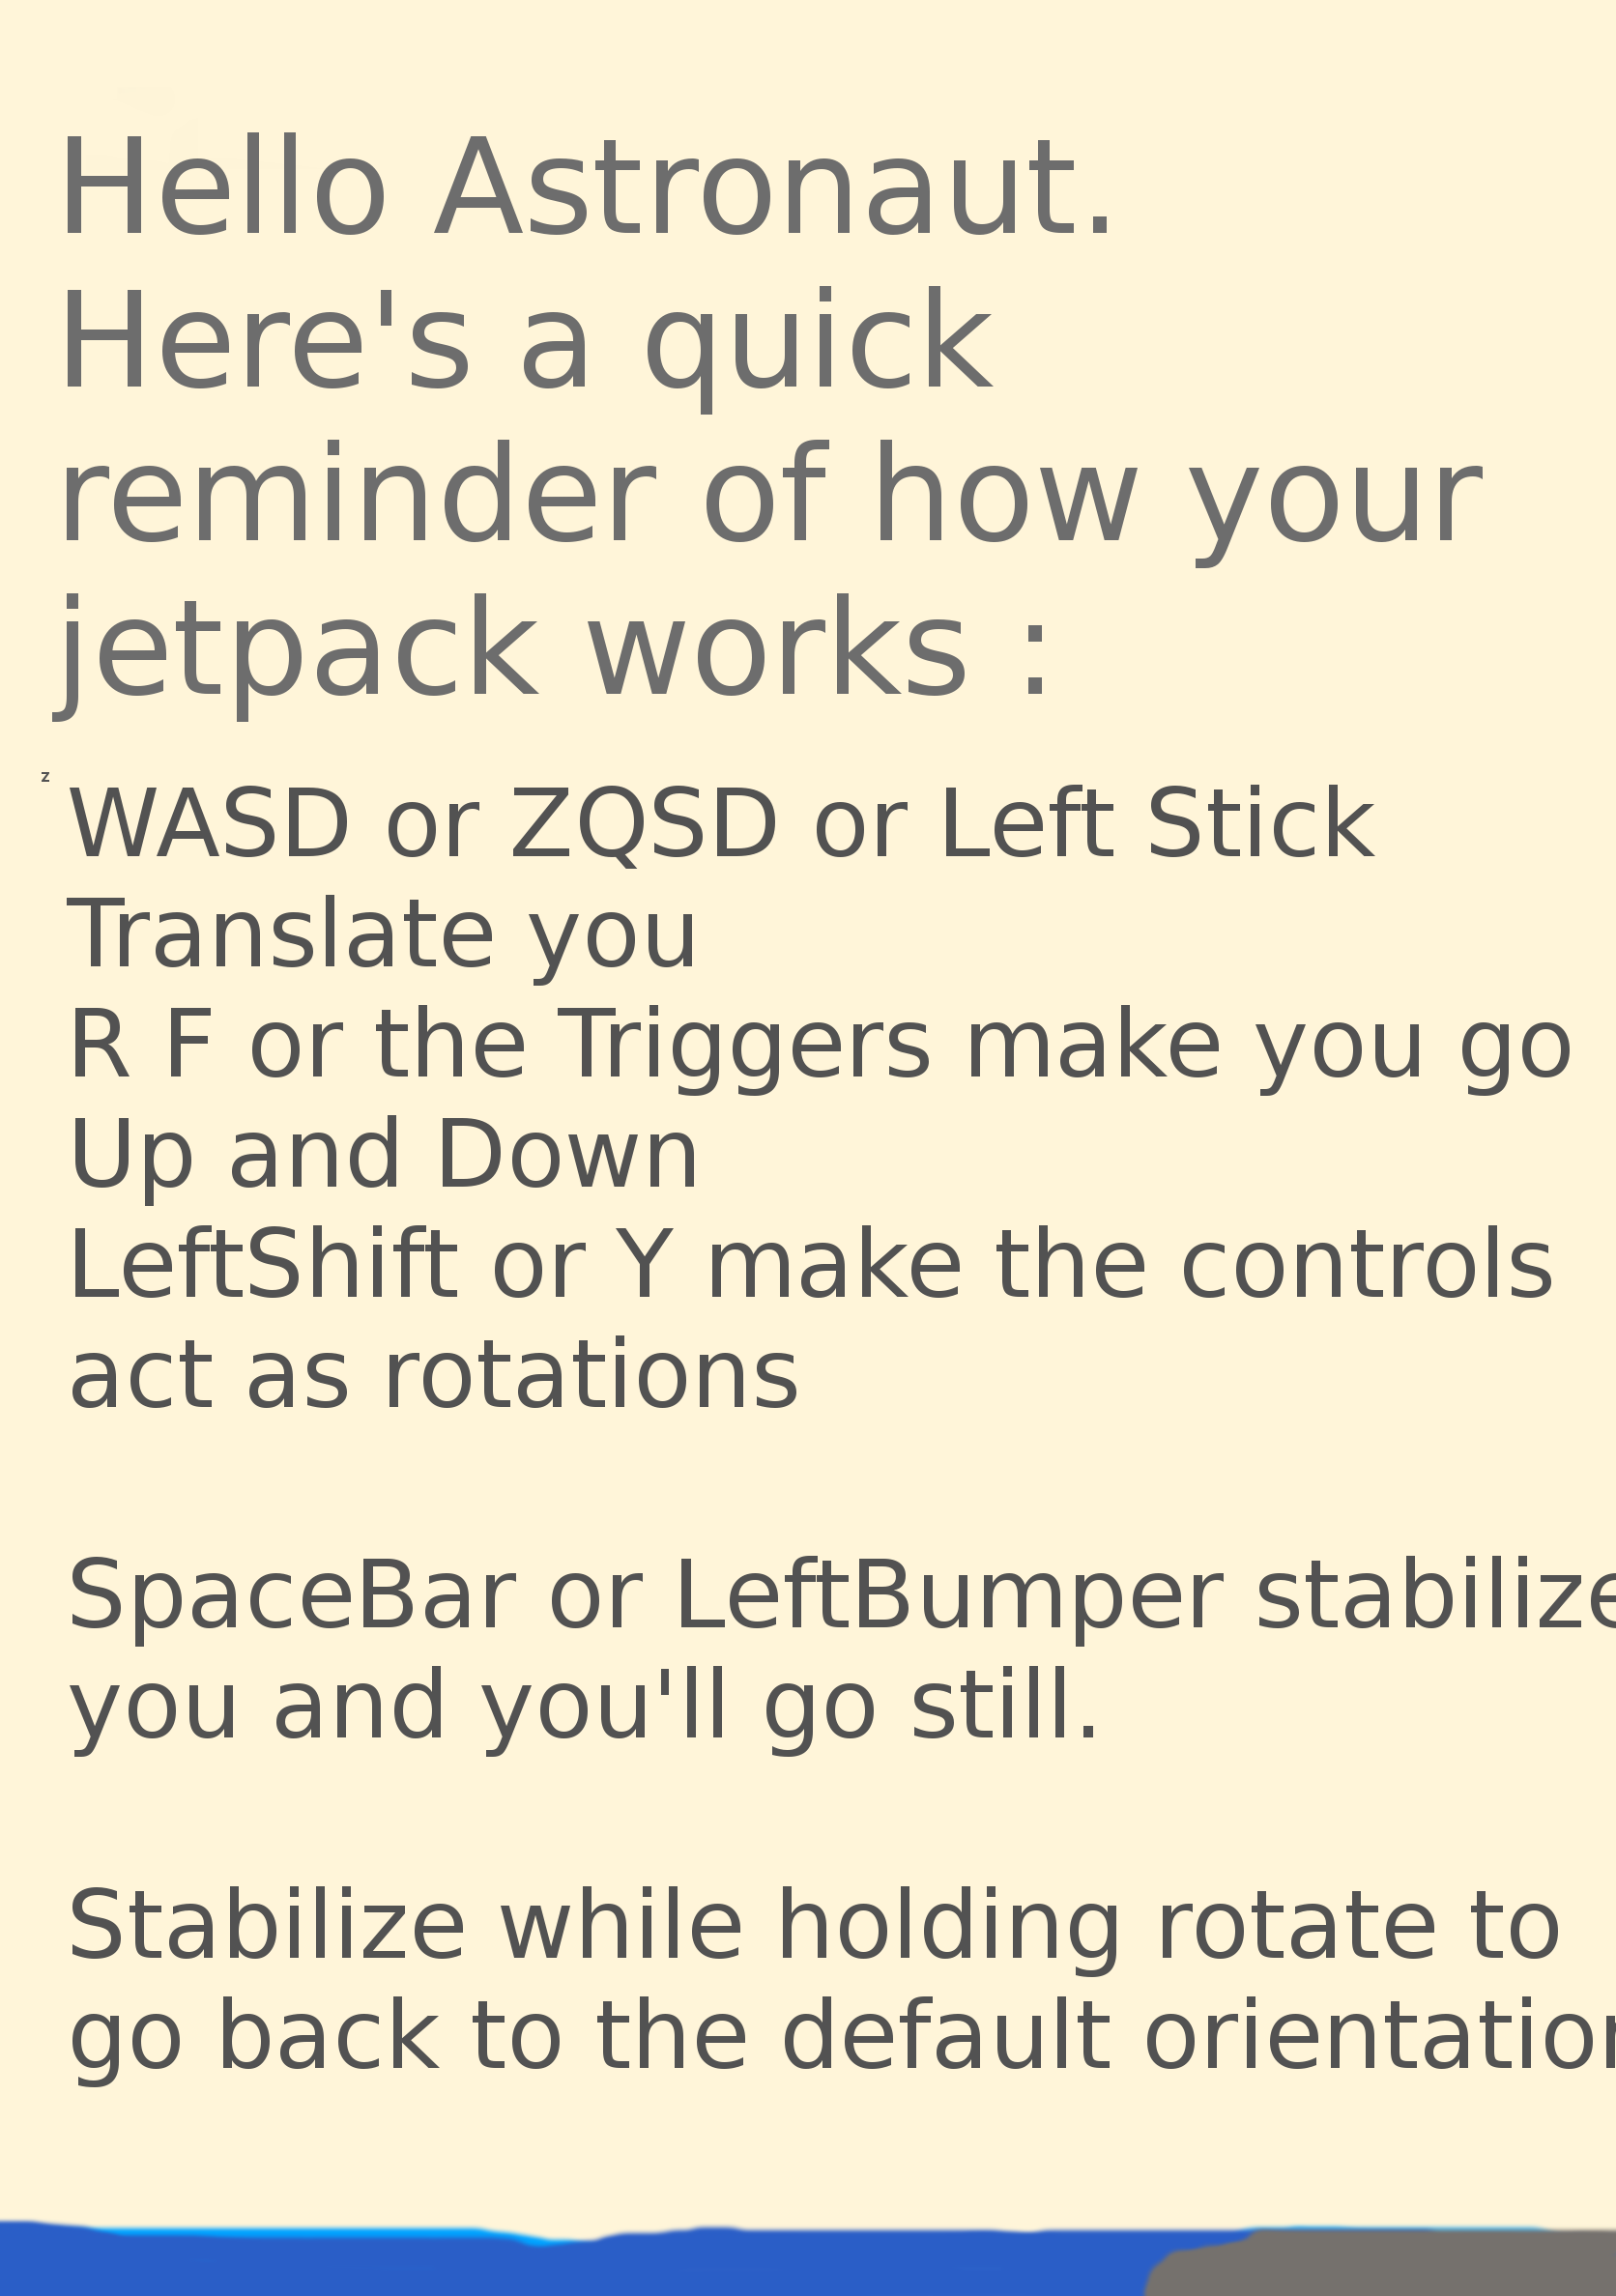 Hello Astronaut.
Here's a quick
reminder of how your
jetpack works :
z
WASD or ZQSD or Left Stick
Translate you
R F or the Triggers make you go
Up and Down
LeftShift or Y make the controls
act as rotations
SpaceBar or LeftBumper stabilize
you and you'll go still.
Stabilize while holding rotate to
go back to the default orientation